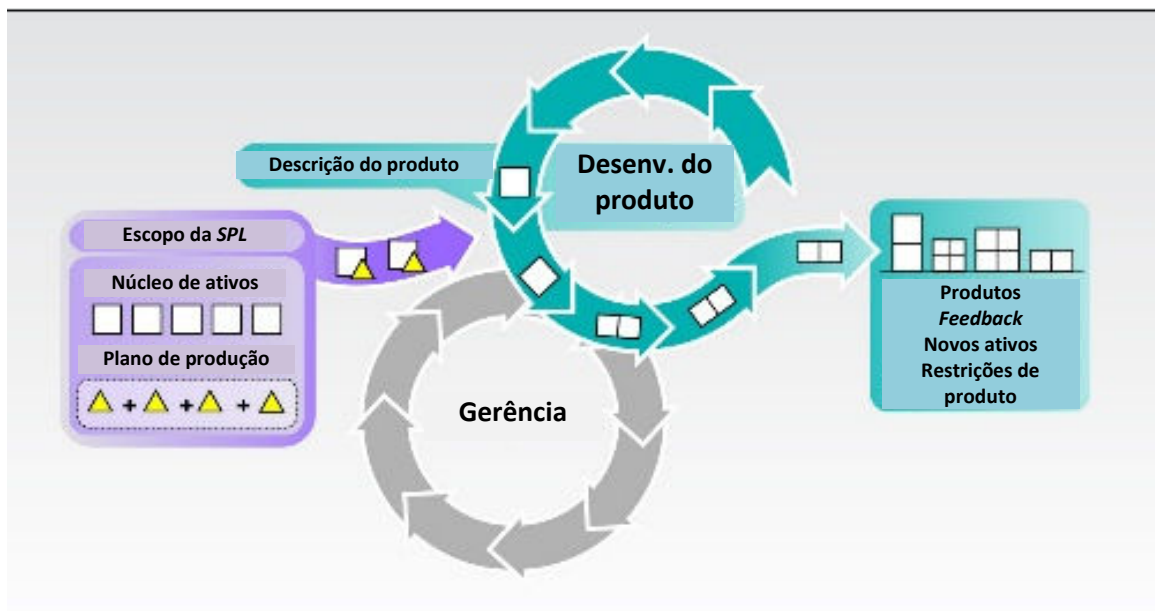 Descrição do produto
Desenv. do
produto
Escopo da SPL
Núcleo de ativos
Plano de produção
+ + +
Gerência
Produtos
Feedback
Novos ativos
Restrições de
produto